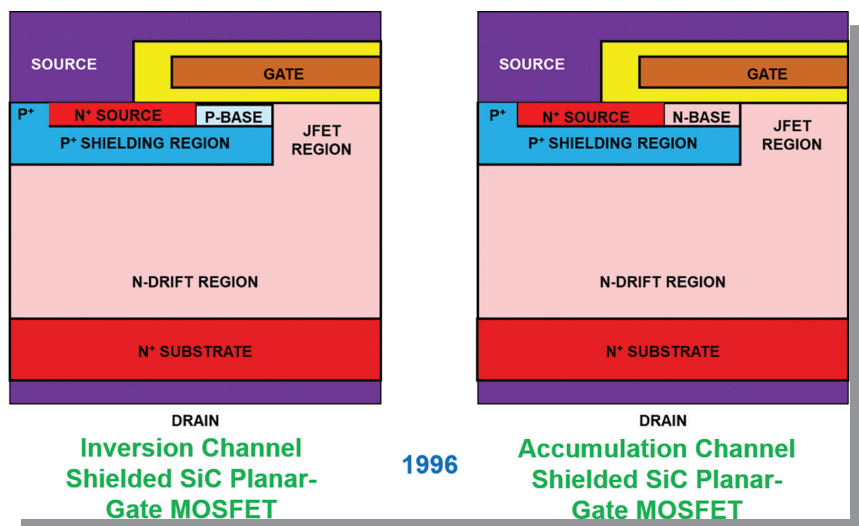 SOURCE
GATE
P⁺
N⁺ SOURCE
P-BASE
P⁺ SHIELDING REGION
JFET
REGION
N-DRIFT REGION
N⁺ SUBSTRATE
DRAIN
Inversion Channel
Shielded SiC Planar-
Gate MOSFET
1996
SOURCE
GATE
P⁺
N⁺ SOURCE
N-BASE
P⁺ SHIELDING REGION
JFET
REGION
N-DRIFT REGION
N⁺ SUBSTRATE
DRAIN
Accumulation Channel
Shielded SiC Planar-
Gate MOSFET